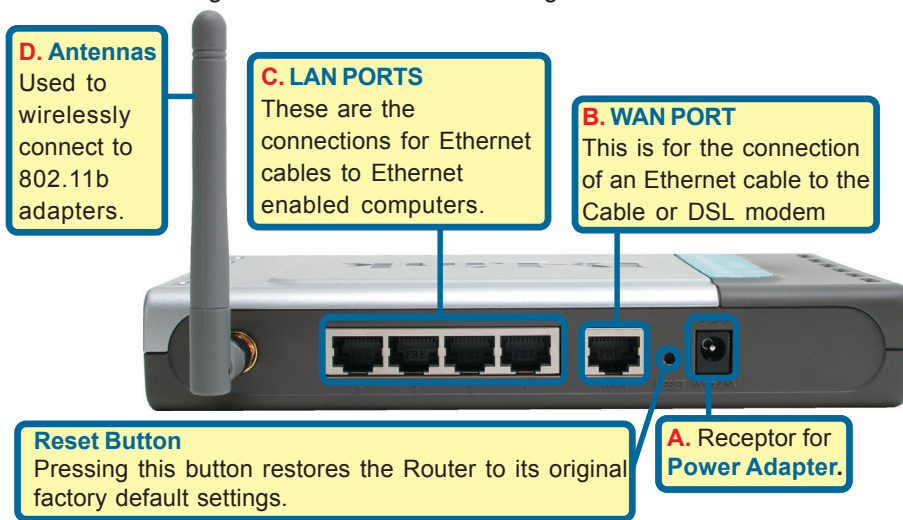 D. Antennas
Used to
wirelessly
connect to
802.11b
adapters.
C. LAN PORTS
These are the
connections for Ethernet
cables to Ethernet
enabled computers.
B. WAN PORT
This is for the connection
of an Ethernet cable to the
Cable or DSL modem
D-Link
RESET
Reset Button
Pressing this button restores the Router to its original
factory default settings.
A. Receptor for
Power Adapter.